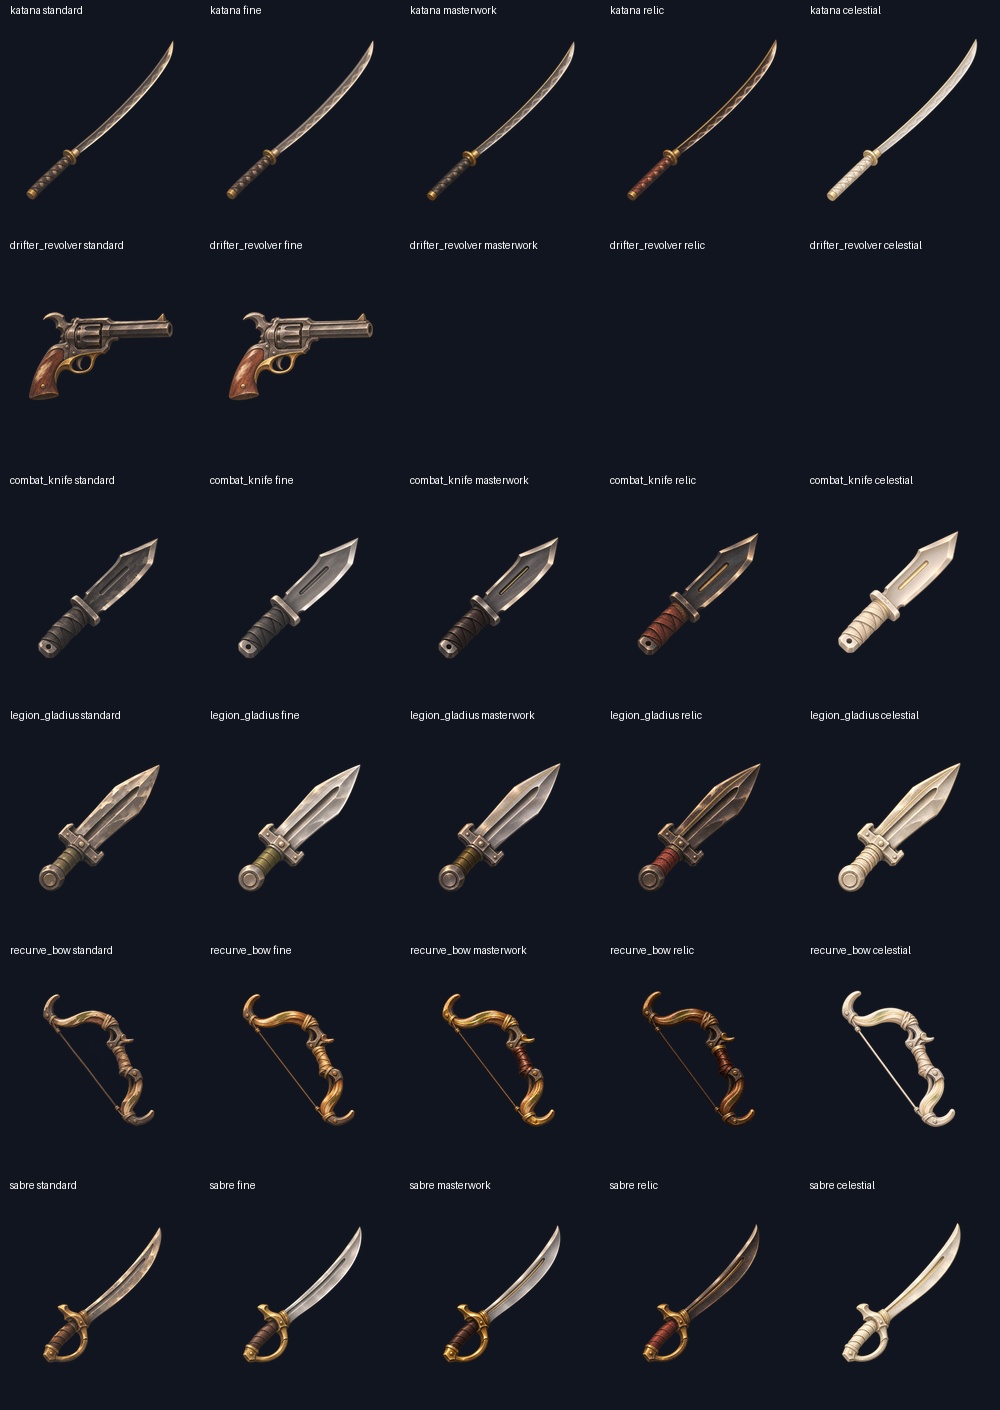 katana standard
katana fine
katana masterwork
katana relic
katana celestial
drifter_revolver standard
drifter_revolver fine
drifter_revolver masterwork
drifter_revolver relic
drifter_revolver celestial
combat_knife standard
combat_knife fine
combat_knife masterwork
combat_knife relic
combat_knife celestial
legion_gladius standard
legion_gladius fine
legion_gladius masterwork
legion_gladius relic
legion_gladius celestial
recurve_bow standard
recurve_bow fine
recurve_bow masterwork
recurve_bow relic
recurve_bow celestial
sabre standard
sabre fine
sabre masterwork
sabre relic
sabre celestial